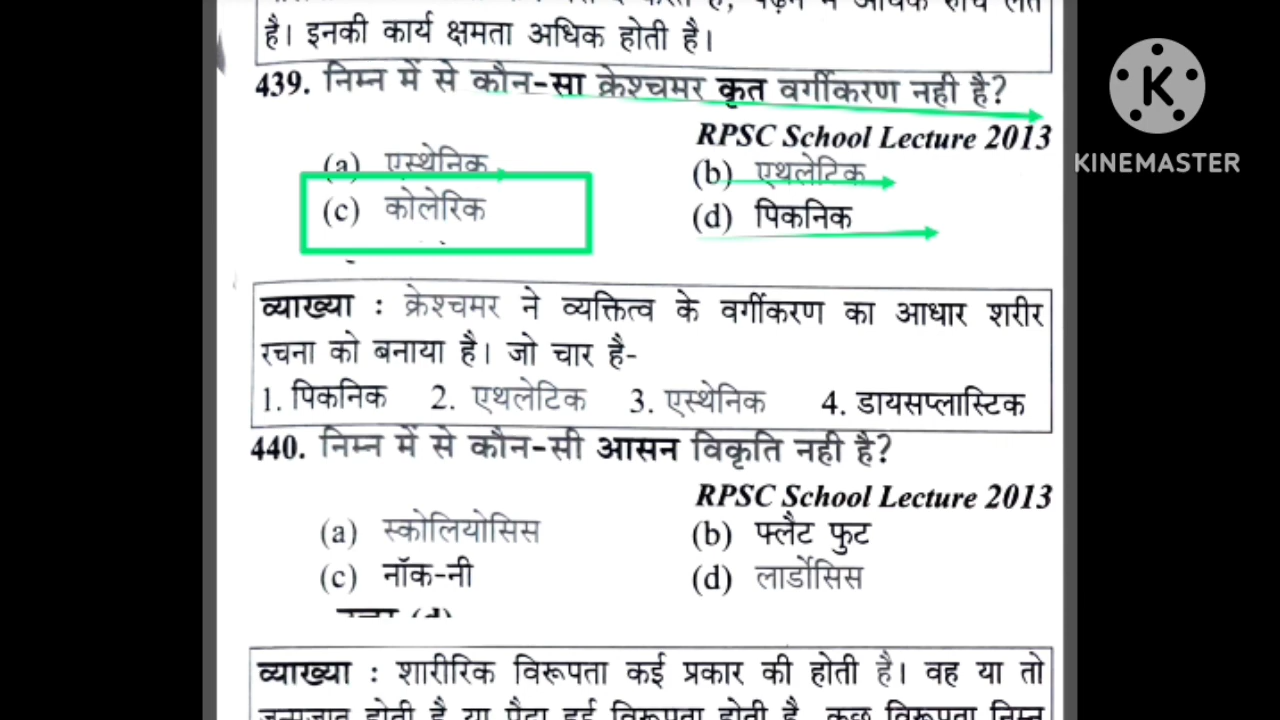 है। इनकी कार्य क्षमता अधिक होती है।
439. निम्न में से कौन-सा क्रेश्चमर कृत वर्गीकरण नही है?
RPSC School Lecture 2013
(a) एस्थेनिक (b) एथलेटिक
(c) कोलेरिक (d) पिकनिक
व्याख्या : क्रेश्चमर ने व्यक्तित्व के वर्गीकरण का आधार शरीर
रचना को बनाया है। जो चार है-
1. पिकनिक 2. एथलेटिक 3. एस्थेनिक 4. डायसप्लास्टिक
440. निम्न में से कौन-सी आसन विकृति नही है?
RPSC School Lecture 2013
(a) स्कोलियोसिस (b) फ्लैट फुट
(c) नॉक-नी (d) लार्डोसिस
व्याख्या : शारीरिक विरूपता कई प्रकार की होती है। वह या तो
K
KINEMASTER